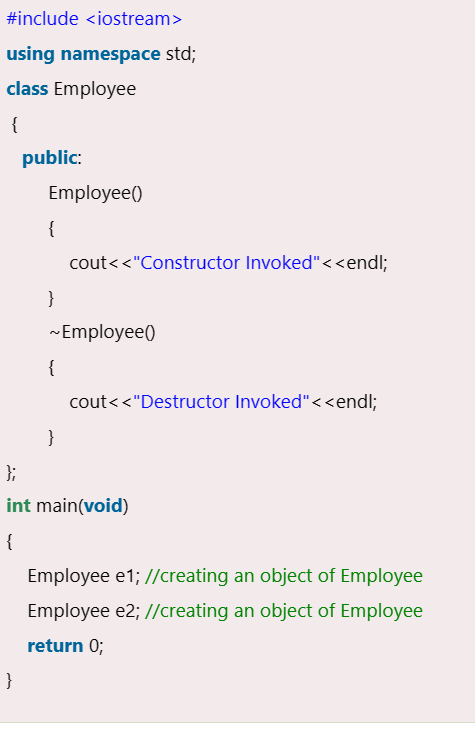 #include <iostream>
using namespace std;
class Employee
{
public:
Employee()
{
cout<<"Constructor Invoked"<<endl;
}
~Employee()
{
cout<<"Destructor Invoked"<<endl;
}
};
int main(void)
{
Employee e1; //creating an object of Employee
Employee e2; //creating an object of Employee
return 0;
}